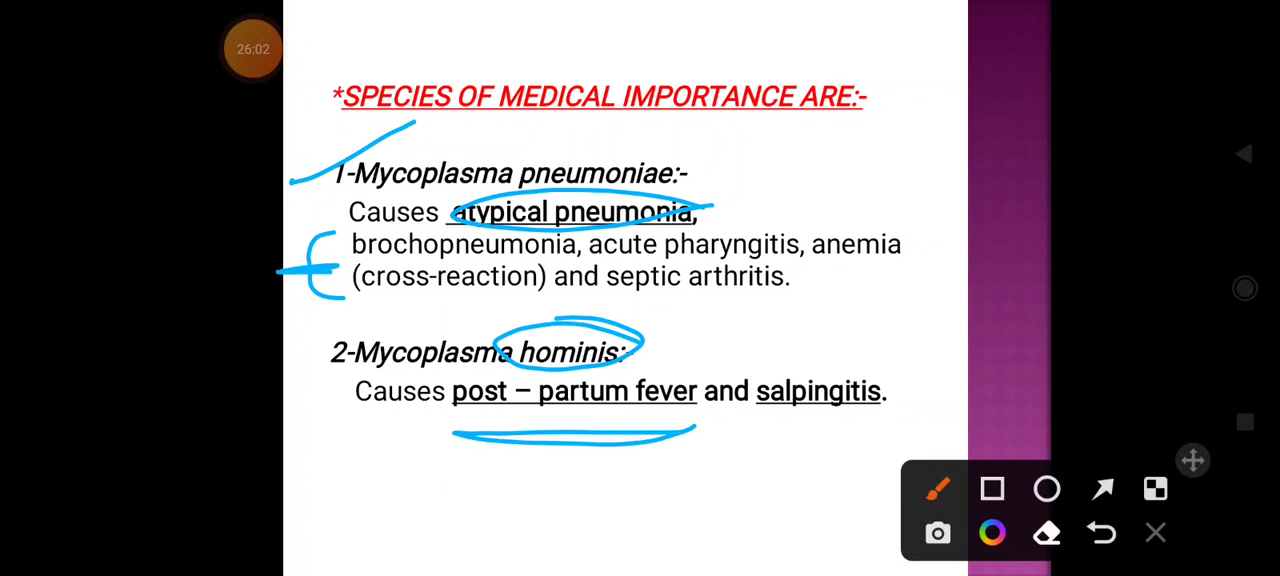 26:02
*SPECIES OF MEDICAL IMPORTANCE ARE:-
1-Mycoplasma pneumoniae:-
Causes atypical pneumonia,
brochopneumonia, acute pharyngitis, anemia
(cross-reaction) and septic arthritis.
2-Mycoplasma hominis:-
Causes post – partum fever and salpingitis.